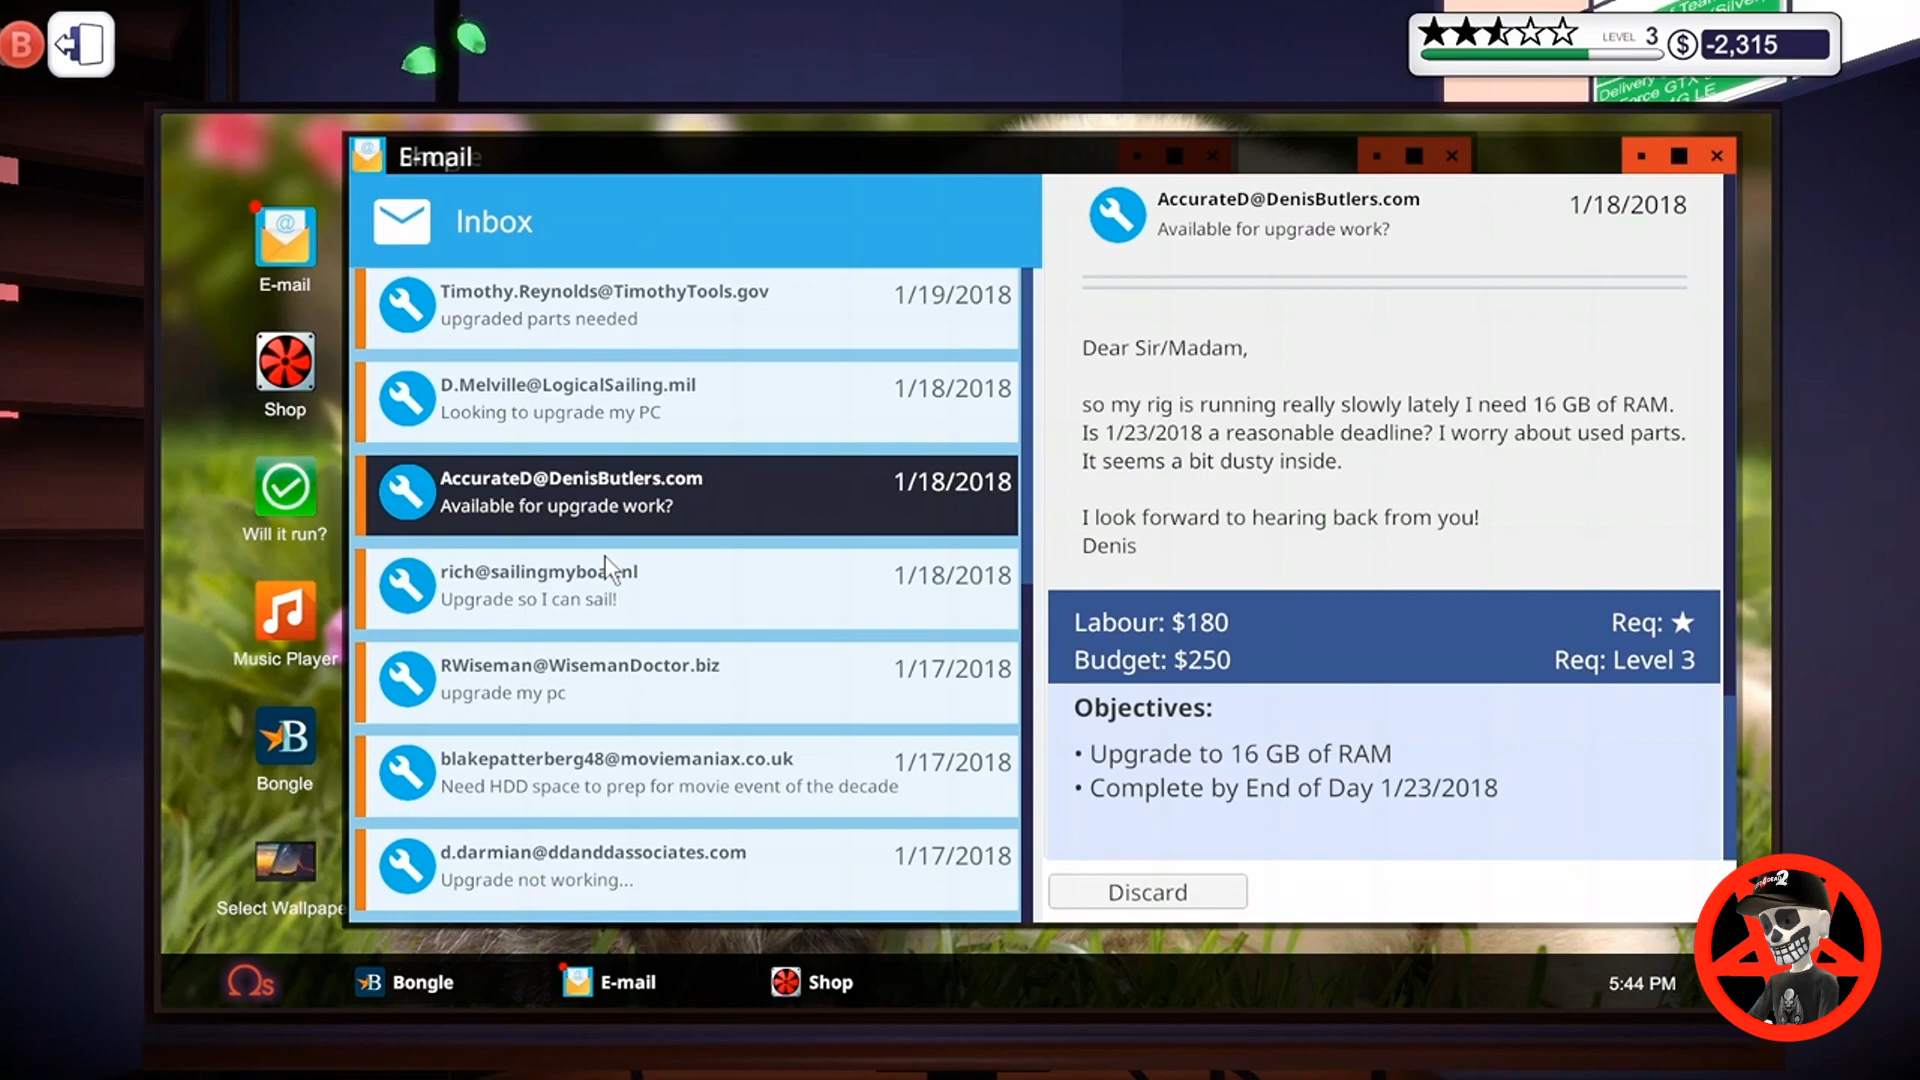 B
LEVEL 3
$ -2,315
Delivery
Force GTX
E-mail
Inbox
Timothy.Reynolds@TimothyTools.gov
1/19/2018
upgraded parts needed
D.Melville@LogicalSailing.mil
1/18/2018
Looking to upgrade my PC
AccurateD@DenisButlers.com
1/18/2018
Available for upgrade work?
1/18/2018
Upgrade so I can sail!
RWiseman@WisemanDoctor.biz
1/17/2018
upgrade my pc
blakepatterberg48@moviemaniax.co.uk
1/17/2018
Need HDD space to prep for movie event of the decade
d.darmian@ddanddassociates.com
1/17/2018
Upgrade not working...
AccurateD@DenisButlers.com
1/18/2018
Available for upgrade work?
Dear Sir/Madam,
so my rig is running really slowly lately I need 16 GB of RAM.
Is 1/23/2018 a reasonable deadline? I worry about used parts.
It seems a bit dusty inside.
I look forward to hearing back from you!
Denis
Labour: $180
Req: ★
Budget: $250
Req: Level 3
Objectives:
• Upgrade to 16 GB of RAM
• Complete by End of Day 1/23/2018
Discard
E-mail
Shop
Will it run?
Music Player
Bongle
Select Wallpape
Ωs
B Bongle
E-mail
Shop
5:44 PM